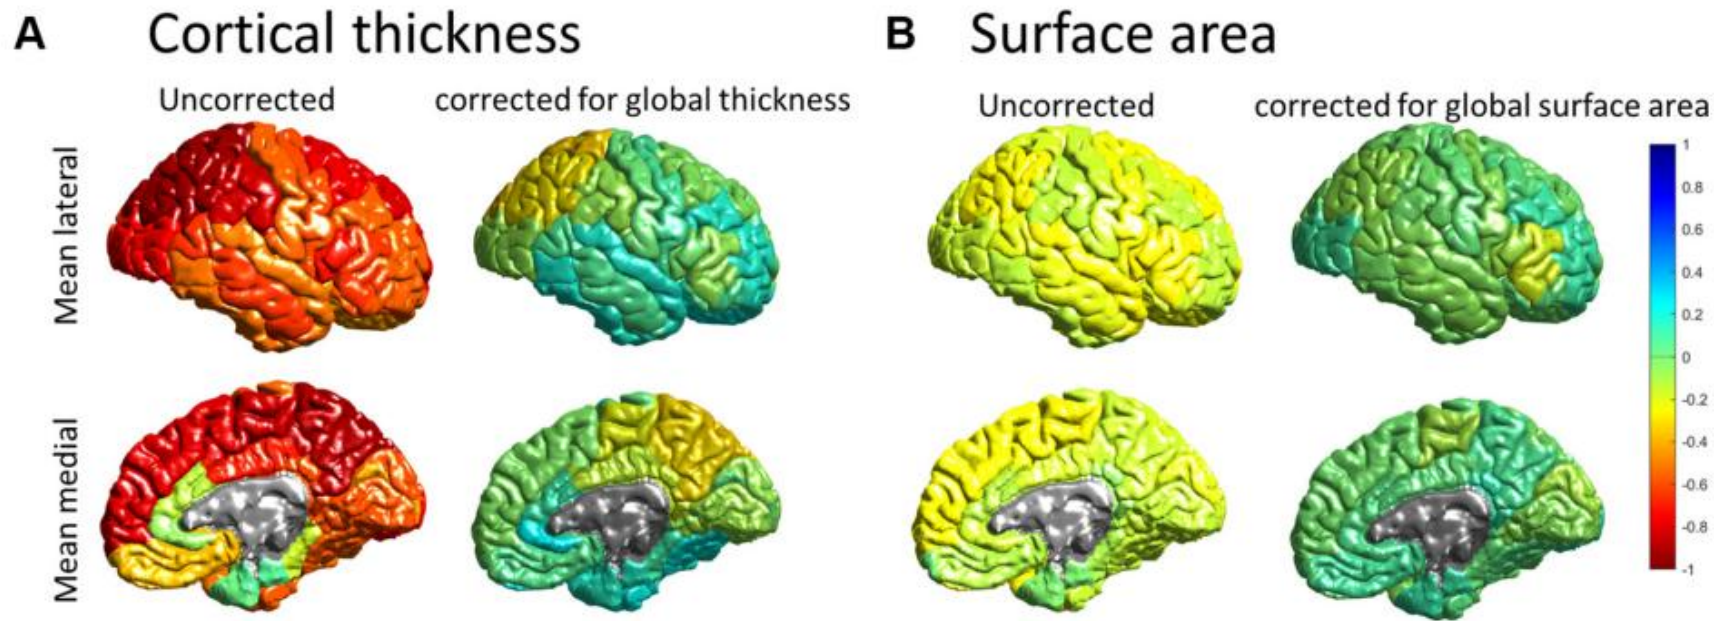 A Cortical thickness
B Surface area
Uncorrected
corrected for global thickness
Uncorrected
corrected for global surface area
Mean lateral
Mean medial
1
0.8
0.6
0.4
0.2
0
-0.2
-0.4
-0.6
-0.8
-1